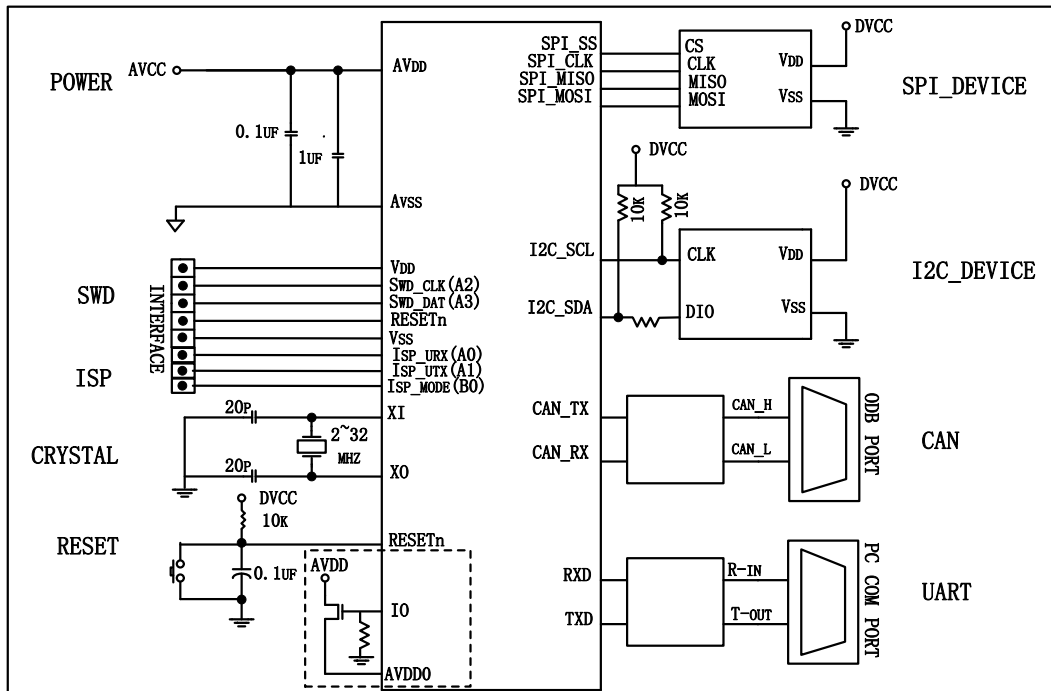 POWER
AVCC
0.1UF
1UF
AVDD
AVSS
SWD
ISP
INTERFACE
VDD
SWD_CLK(A2)
SWD_DAT(A3)
RESETn
VSS
ISP_URX(A0)
ISP_UTX(A1)
ISP_MODE(B0)
CRYSTAL
20P
20P
2~32
MHZ
XI
XO
RESET
DVCC
10K
0.1UF
RESETn
AVDD
IO
AVDDO
SPI_SS
SPI_CLK
SPI_MISO
SPI_MOSI
CS
CLK
MISO
MOSI
VDD
VSS
DVCC
SPI_DEVICE
DVCC
10K
10K
I2C_SCL
I2C_SDA
CLK
DIO
VDD
VSS
DVCC
I2C_DEVICE
CAN_TX
CAN_RX
CAN_H
CAN_L
ODB PORT
CAN
RXD
TXD
R-IN
T-OUT
PC COM PORT
UART